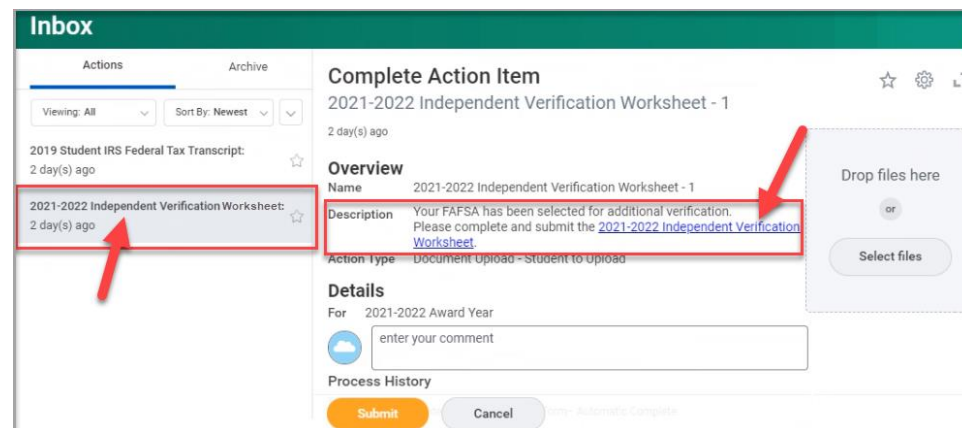 Inbox
Actions
Archive
Viewing: All
Sort By: Newest
2019 Student IRS Federal Tax Transcript:
2 day(s) ago
2021-2022 Independent Verification Worksheet:
2 day(s) ago
Complete Action Item
2021-2022 Independent Verification Worksheet - 1
2 day(s) ago
Overview
Name 2021-2022 Independent Verification Worksheet - 1
Description Your FAFSA has been selected for additional verification.
Please complete and submit the 2021-2022 Independent Verification
Worksheet.
Action Type Document Upload - Student to Upload
Details
For 2021-2022 Award Year
enter your comment
Process History
Automatic Complete
Submit
Cancel
Drop files here
or
Select files